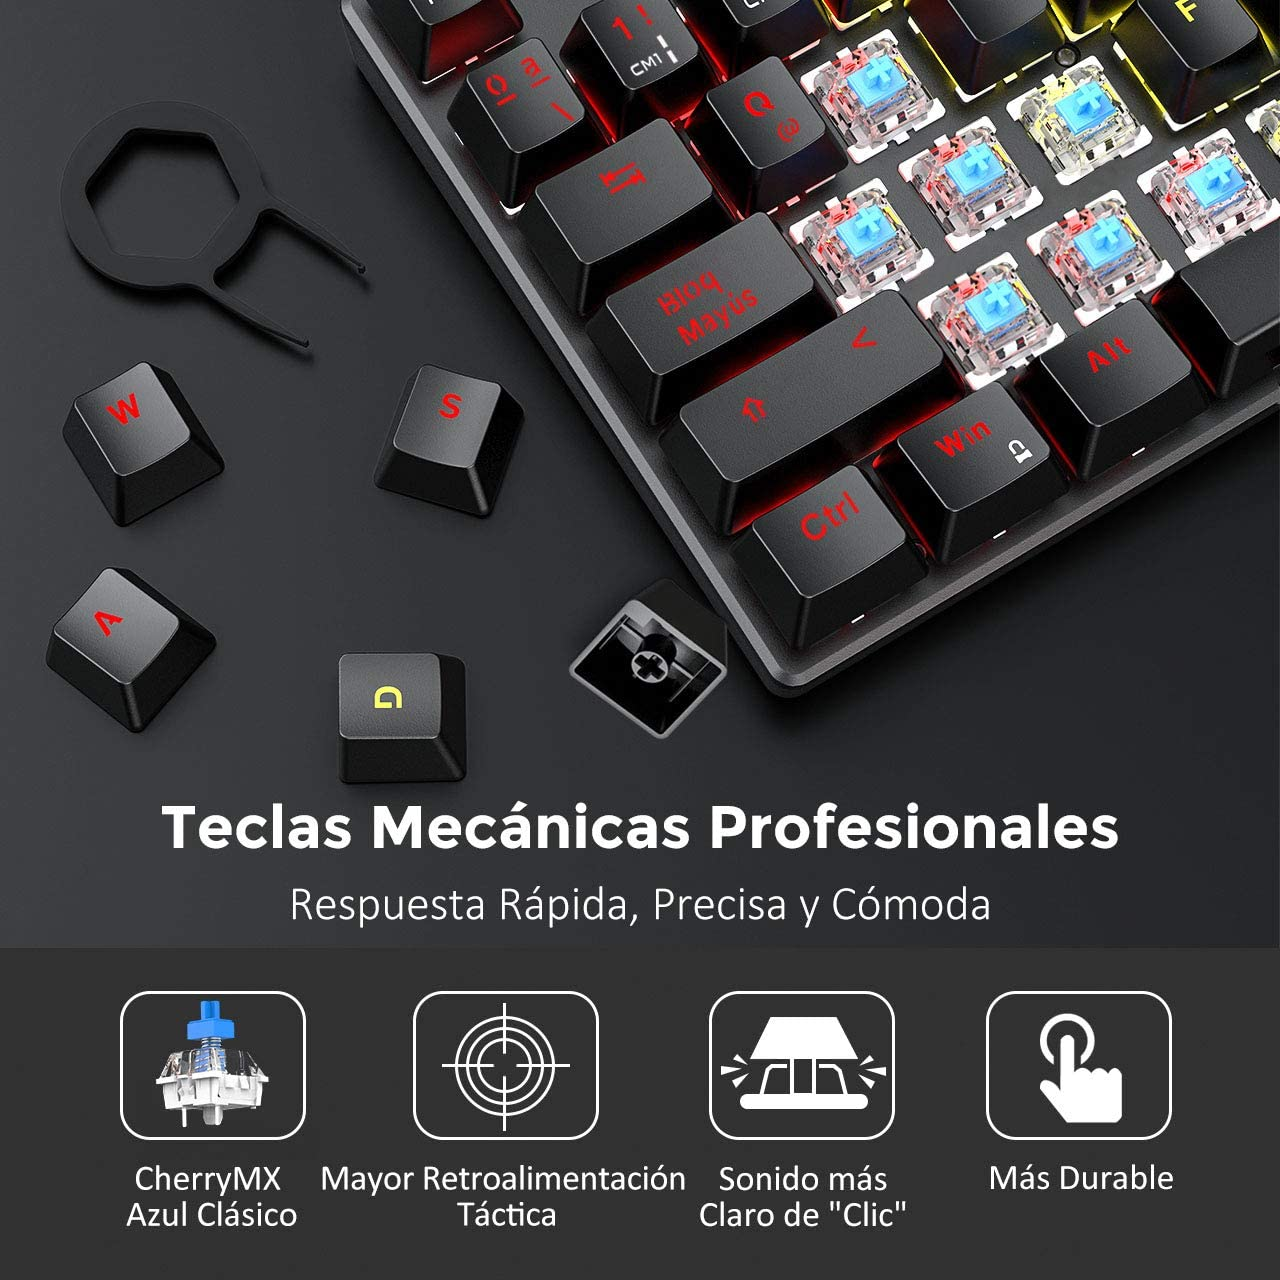 1 !
CM1
º ª \
Q @
F
Bloq
Mayús
<
Alt
Win
Ctrl
W
S
A
D
Teclas Mecánicas Profesionales
Respuesta Rápida, Precisa y Cómoda
CherryMX
Azul Clásico
Mayor Retroalimentación
Táctica
Sonido más
Claro de "Clic"
Más Durable